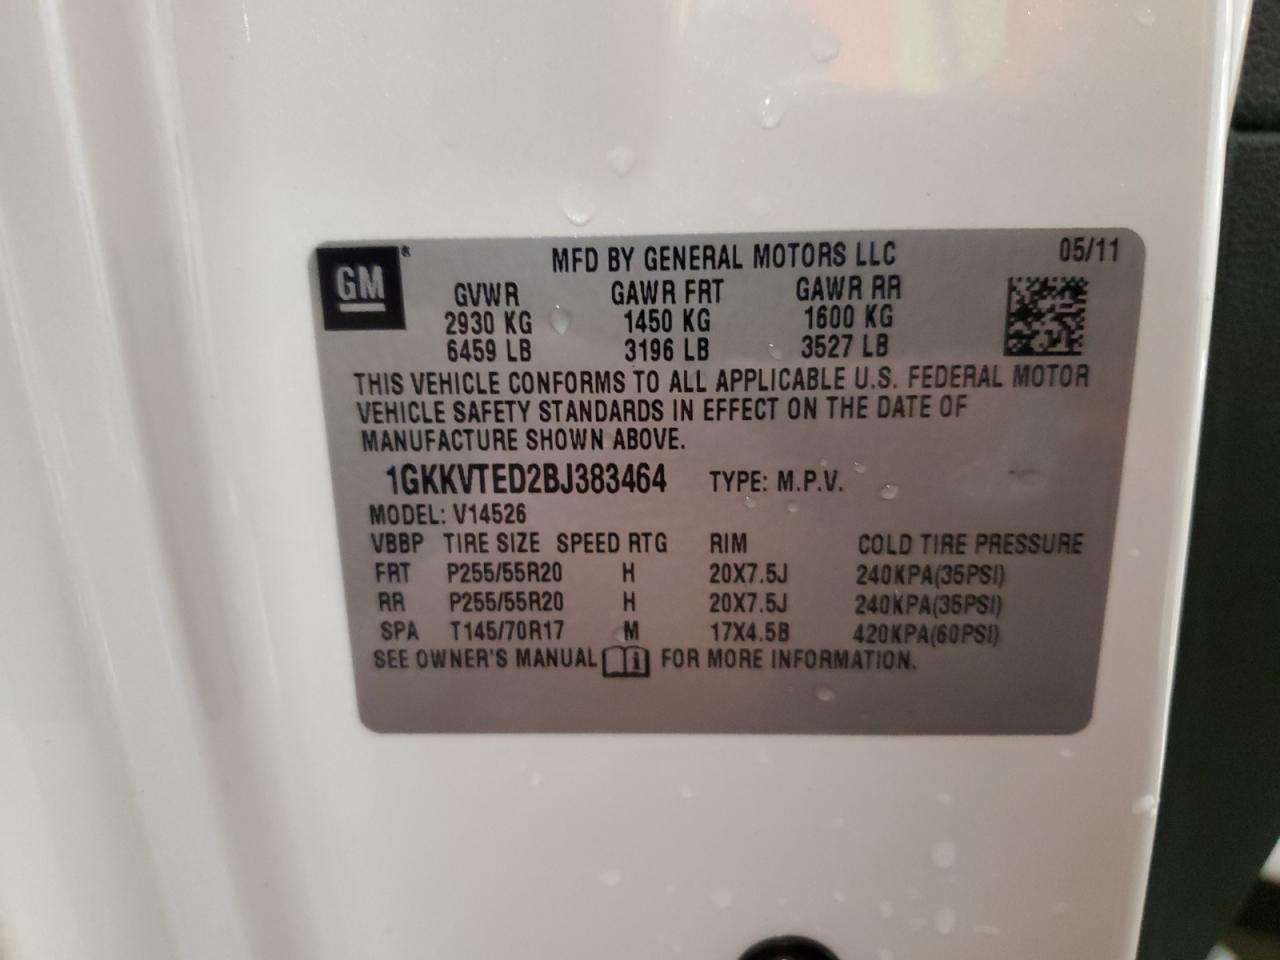 GM® MFD BY GENERAL MOTORS LLC 05/11
GVWR GAWR FRT GAWR RR
2930 KG 1450 KG 1600 KG
6459 LB 3196 LB 3527 LB
THIS VEHICLE CONFORMS TO ALL APPLICABLE U.S. FEDERAL MOTOR
VEHICLE SAFETY STANDARDS IN EFFECT ON THE DATE OF
MANUFACTURE SHOWN ABOVE.
1GKKVTED2BJ383464 TYPE: M.P.V.
MODEL: V14526
VBBP TIRE SIZE SPEED RTG RIM COLD TIRE PRESSURE
FRT P255/55R20 H 20X7.5J 240KPA(35PSI)
RR P255/55R20 H 20X7.5J 240KPA(35PSI)
SPA T145/70R17 M 17X4.5B 420KPA(60PSI)
SEE OWNER'S MANUAL i FOR MORE INFORMATION.